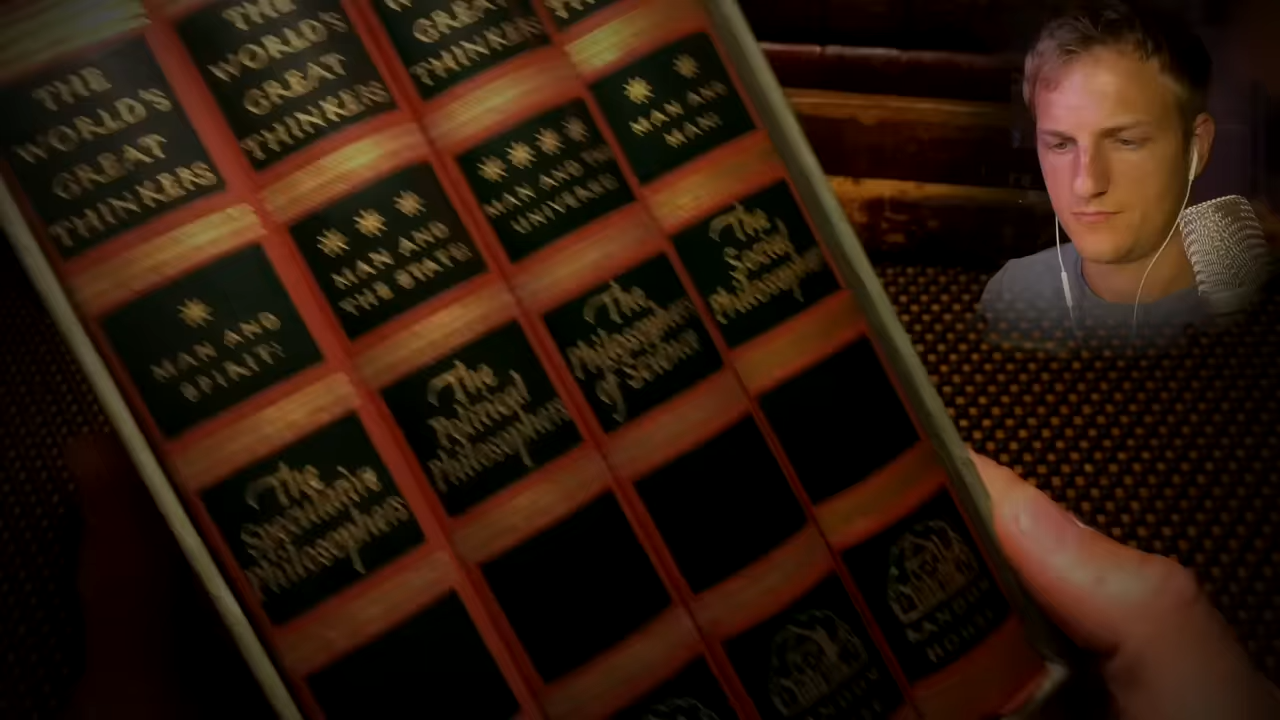 THE
WORLD'S
GREAT
THINKERS
MAN AND
SPIRIT:
The
Speculative
Philosophers
THE
WORLD'S
GREAT
THINKERS
MAN AND
THE STATE:
The
Political
Philosophers
GREAT
THINKERS
MAN AND THE
UNIVERSE:
The
Philosophers
of Science
RANDOM
HOUSE
MAN AND
MAN:
The
Social
Philosophers
RANDOM
HOUSE